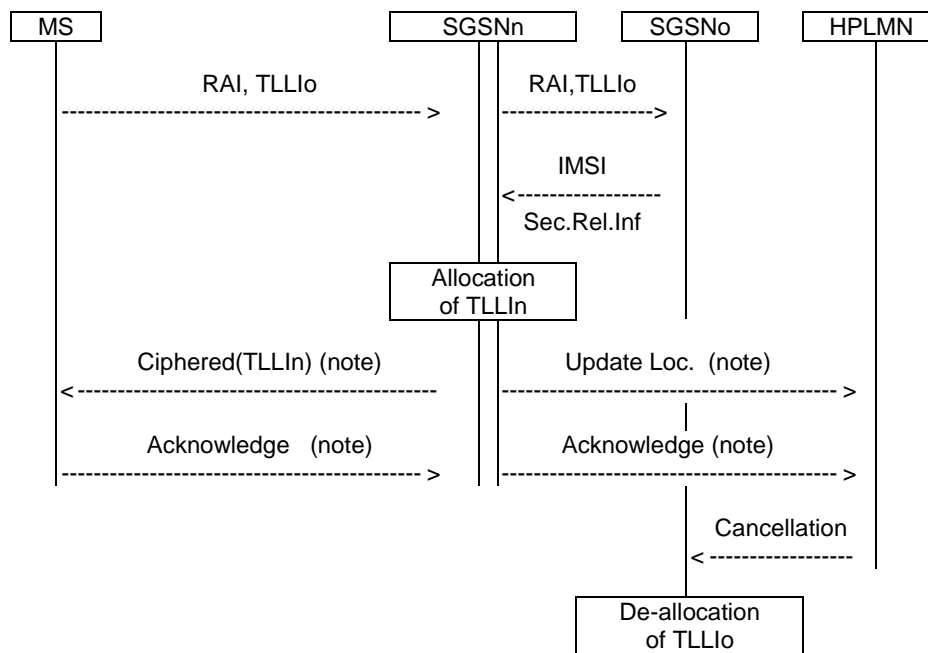 MS
SGSNn
SGSNo
HPLMN
RAI, TLLIo
RAI,TLLIo
IMSI
Sec.Rel.Inf
Allocation
of TLLIn
Ciphered(TLLIn) (note)
Update Loc. (note)
Acknowledge (note)
Acknowledge (note)
Cancellation
De-allocation
of TLLIo